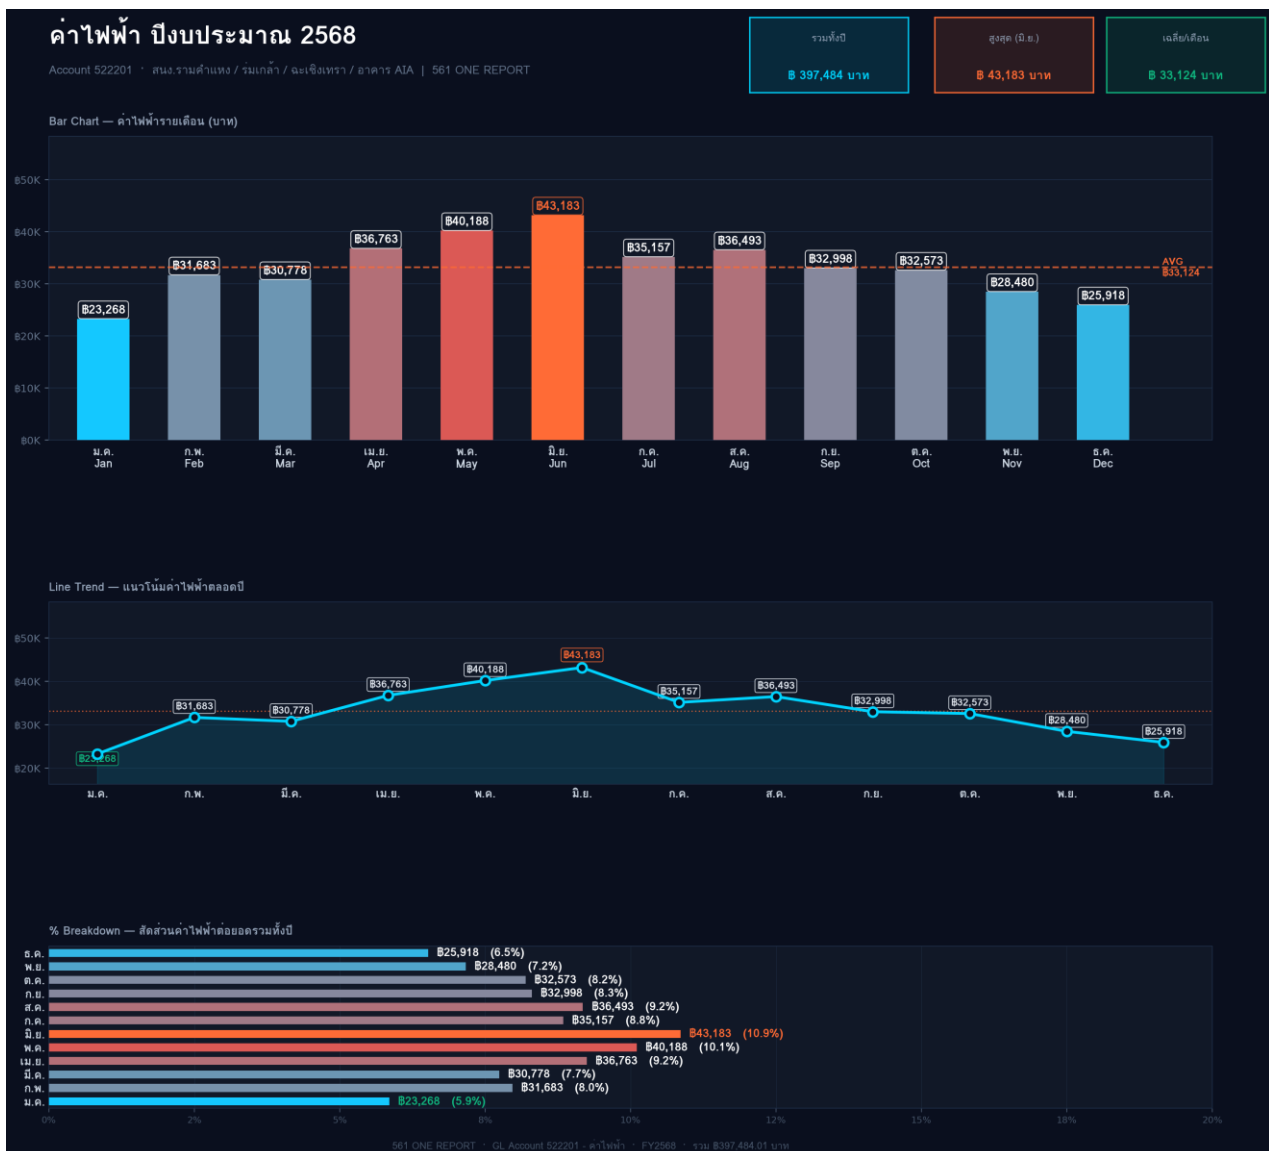 ค่าไฟฟ้า ปีงบประมาณ 2568
Account 522201 · สนง.รามคำแหง / ร่มเกล้า / ฉะเชิงเทรา / อาคาร AIA | 561 ONE REPORT
รวมทั้งปี
฿ 397,484 บาท
สูงสุด (มิ.ย.)
฿ 43,183 บาท
เฉลี่ย/เดือน
฿ 33,124 บาท
Bar Chart — ค่าไฟฟ้ารายเดือน (บาท)
฿50K
฿40K
฿30K
฿20K
฿10K
฿0K
฿23,268
฿31,683
฿30,778
฿36,763
฿40,188
฿43,183
฿35,157
฿36,493
฿32,998
฿32,573
฿28,480
฿25,918
AVG
฿33,124
ม.ค. ก.พ. มี.ค. เม.ย. พ.ค. มิ.ย. ก.ค. ส.ค. ก.ย. ต.ค. พ.ย. ธ.ค.
Jan Feb Mar Apr May Jun Jul Aug Sep Oct Nov Dec
Line Trend — แนวโน้มค่าไฟฟ้าตลอดปี
฿50K
฿40K
฿30K
฿20K
฿23,268
฿31,683
฿30,778
฿36,763
฿40,188
฿43,183
฿35,157
฿36,493
฿32,998
฿32,573
฿28,480
฿25,918
ม.ค. ก.พ. มี.ค. เม.ย. พ.ค. มิ.ย. ก.ค. ส.ค. ก.ย. ต.ค. พ.ย. ธ.ค.
% Breakdown — สัดส่วนค่าไฟฟ้าต่อยอดรวมทั้งปี
ธ.ค. ฿25,918 (6.5%)
พ.ย. ฿28,480 (7.2%)
ต.ค. ฿32,573 (8.2%)
ก.ย. ฿32,998 (8.3%)
ส.ค. ฿36,493 (9.2%)
ก.ค. ฿35,157 (8.8%)
มิ.ย. ฿43,183 (10.9%)
พ.ค. ฿40,188 (10.1%)
เม.ย. ฿36,763 (9.2%)
มี.ค. ฿30,778 (7.7%)
ก.พ. ฿31,683 (8.0%)
ม.ค. ฿23,268 (5.9%)
0% 2% 5% 8% 10% 12% 15% 18% 20%
561 ONE REPORT · GL Account 522201 - ค่าไฟฟ้า · FY2568 · รวม ฿397,484.01 บาท